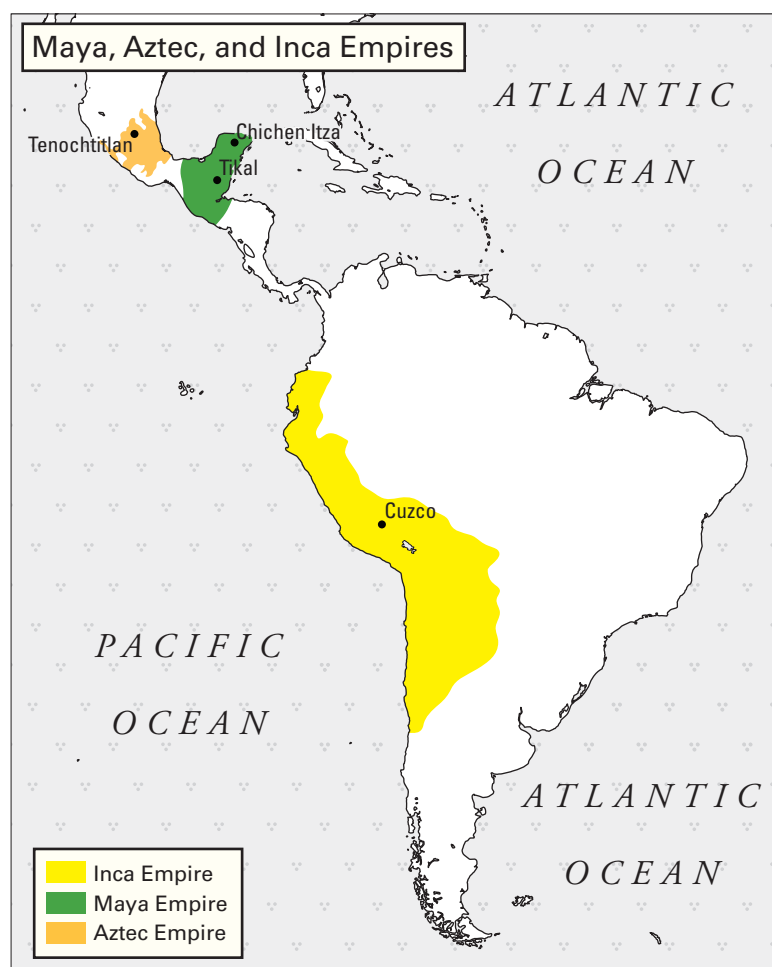 Maya, Aztec, and Inca Empires
ATLANTIC
OCEAN
Chichen Itza
Tenochtitlan
Tikal
Cuzco
PACIFIC
OCEAN
ATLANTIC
OCEAN
Inca Empire
Maya Empire
Aztec Empire